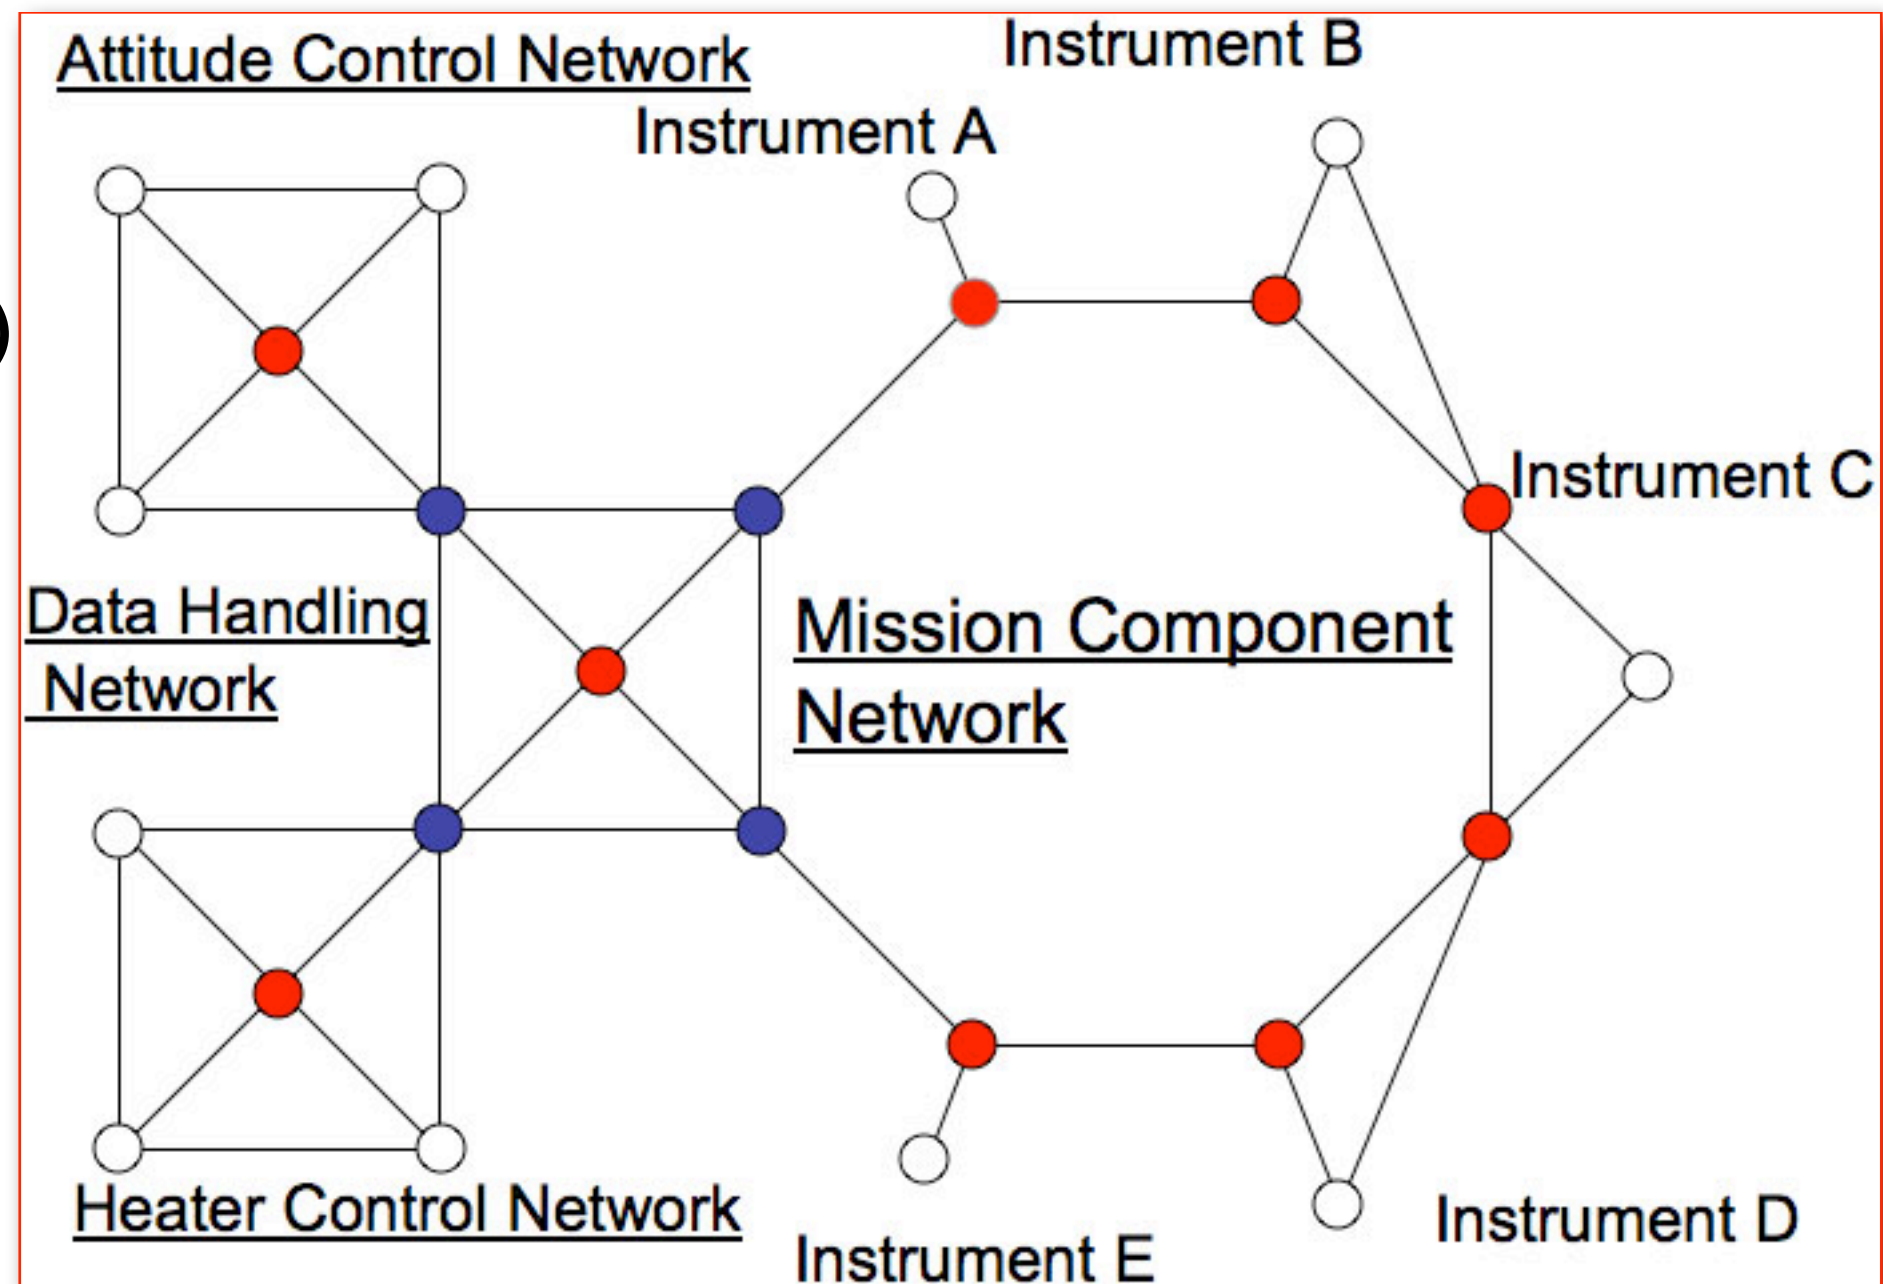 Attitude Control Network
Instrument B
Instrument A
Instrument C
Data Handling
Network
Mission Component
Network
Heater Control Network
Instrument D
Instrument E